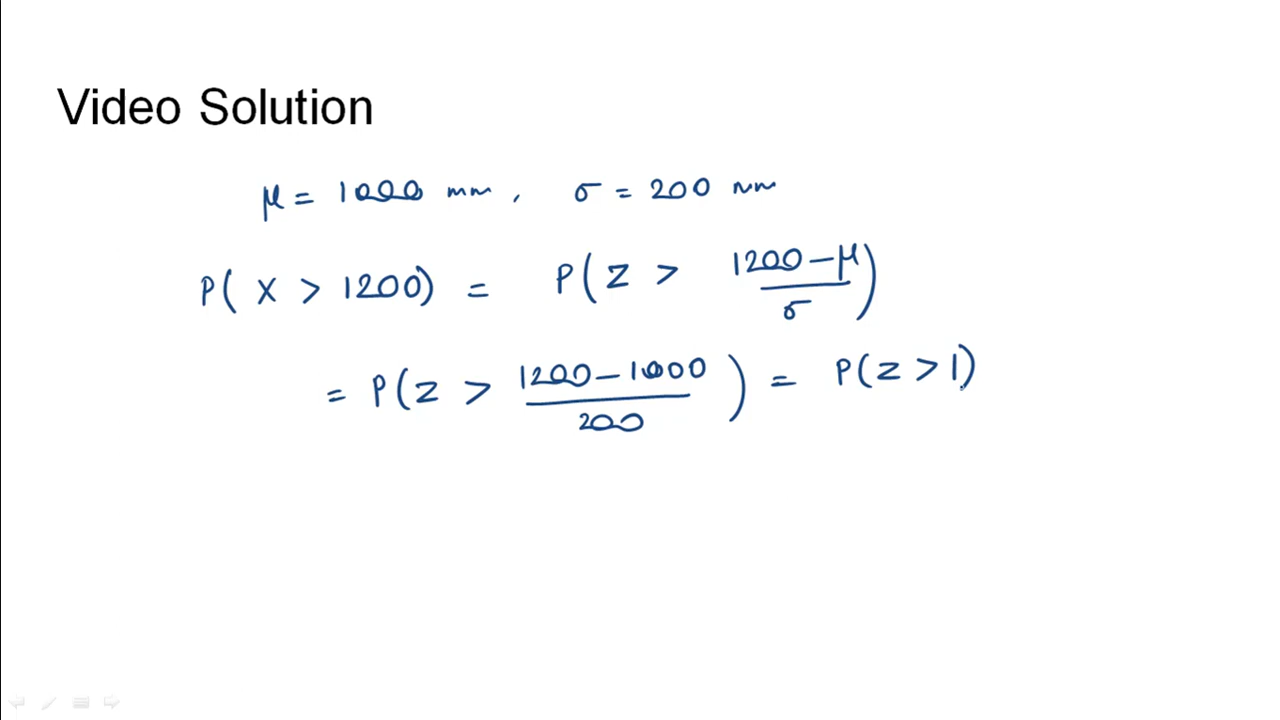 Video Solution
μ = 1000 mm, σ = 200 mm
P(X > 1200) = P(Z > (1200 - μ)/σ)
= P(Z > (1200 - 1000)/200) = P(Z > 1)